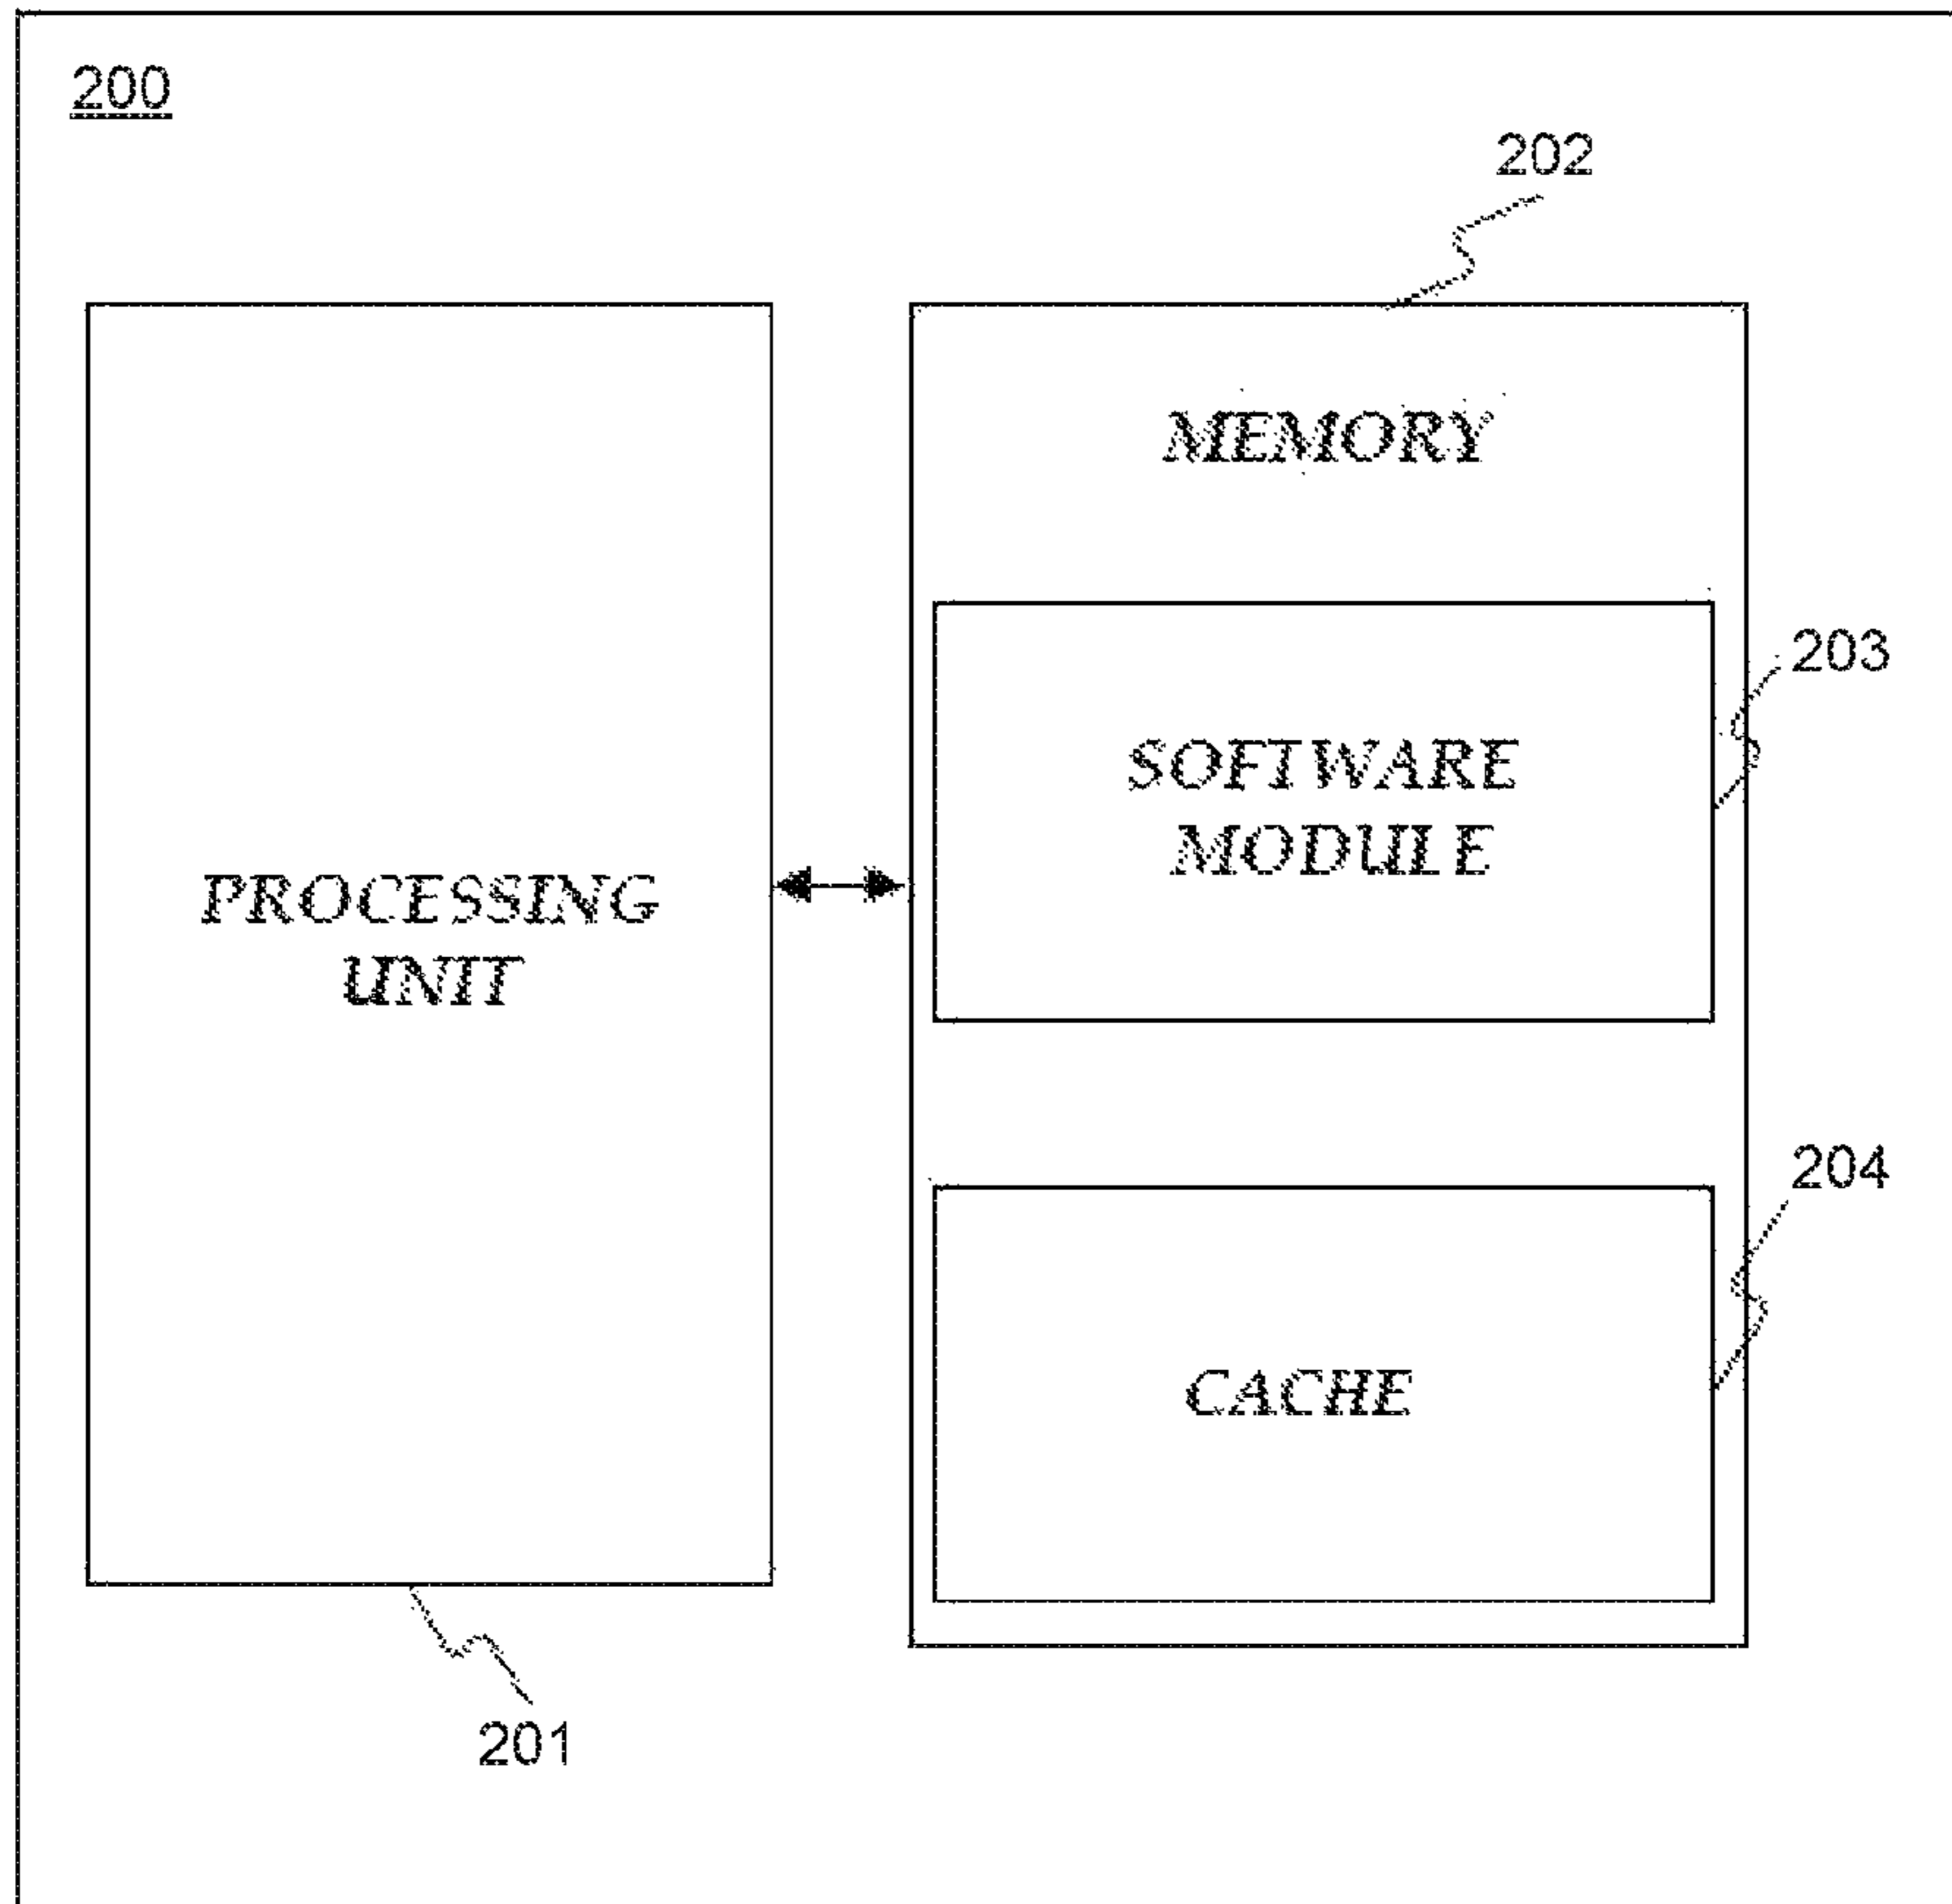 200
202
MEMORY
203
SOFTWARE
MODULE
PROCESSING
UNIT
204
CACHE
201